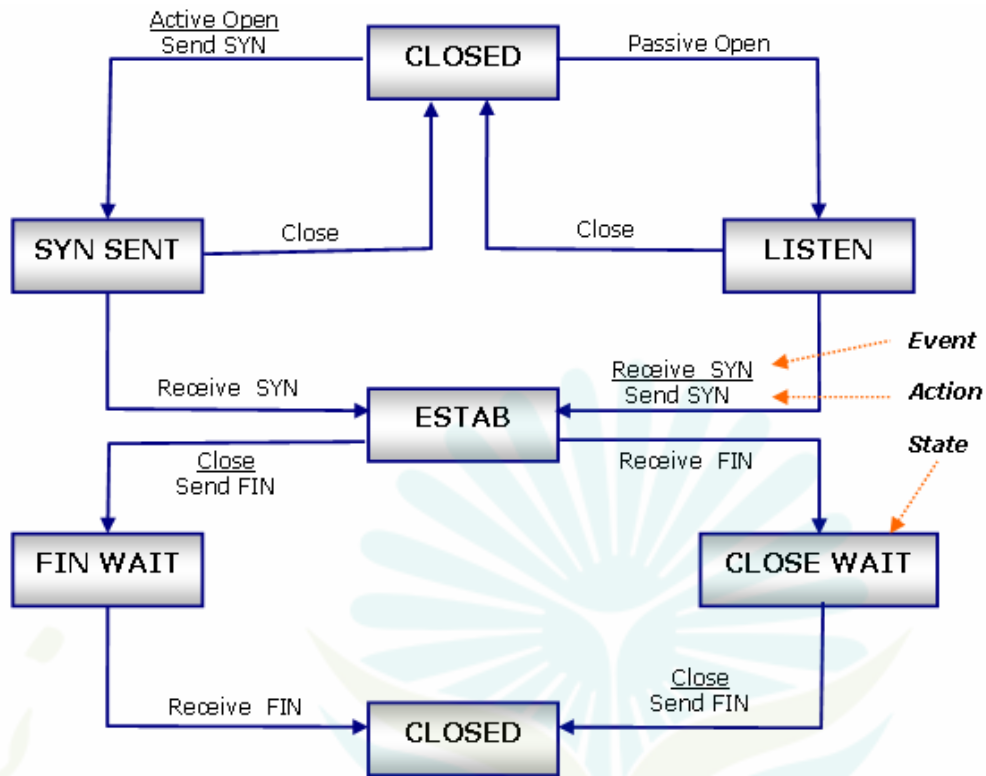 Active Open
Send SYN
CLOSED
Passive Open
SYN SENT
Close
Close
LISTEN
Event
Receive SYN
Receive SYN
Send SYN
Action
ESTAB
State
Close
Send FIN
Receive FIN
FIN WAIT
CLOSE WAIT
Receive FIN
CLOSED
Close
Send FIN